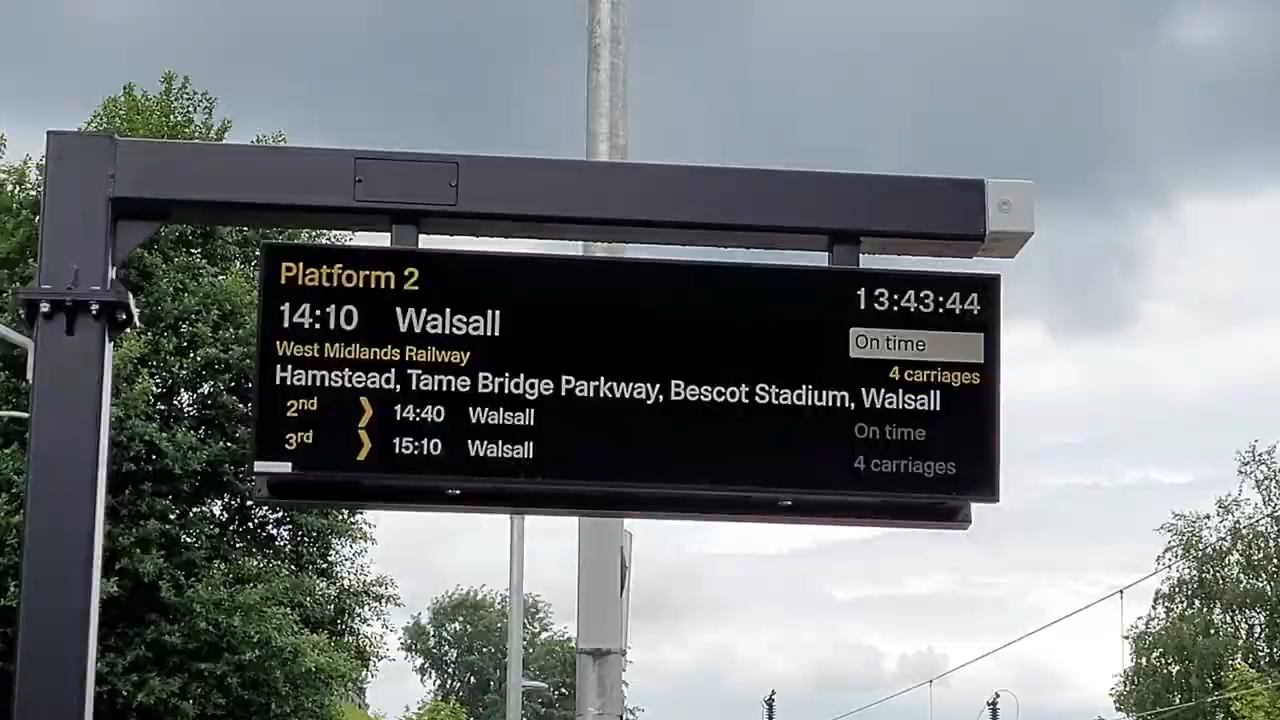 Platform 2
13:43:44
14:10 Walsall
On time
West Midlands Railway
4 carriages
Hamstead, Tame Bridge Parkway, Bescot Stadium, Walsall
2nd 14:40 Walsall On time
3rd 15:10 Walsall 4 carriages